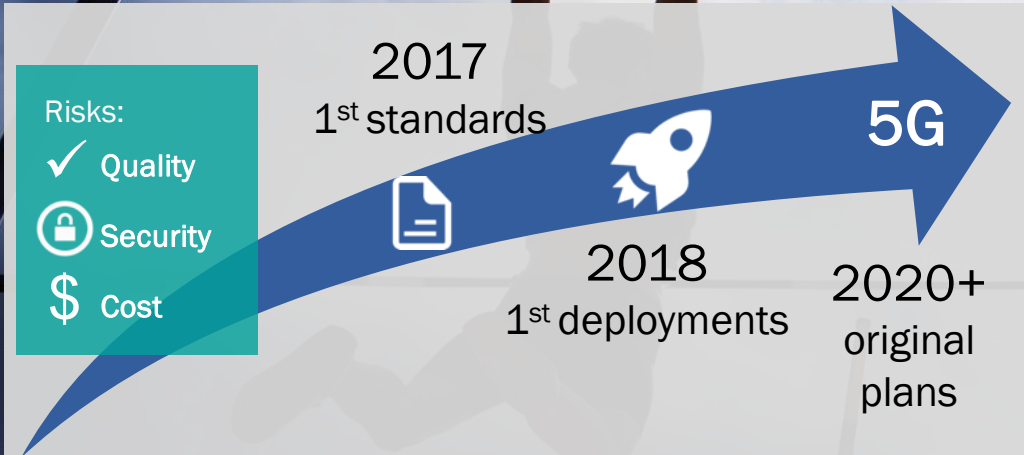 Risks:
Quality
Security
$ Cost
2017
1st standards
2018
1st deployments
5G
2020+
original
plans